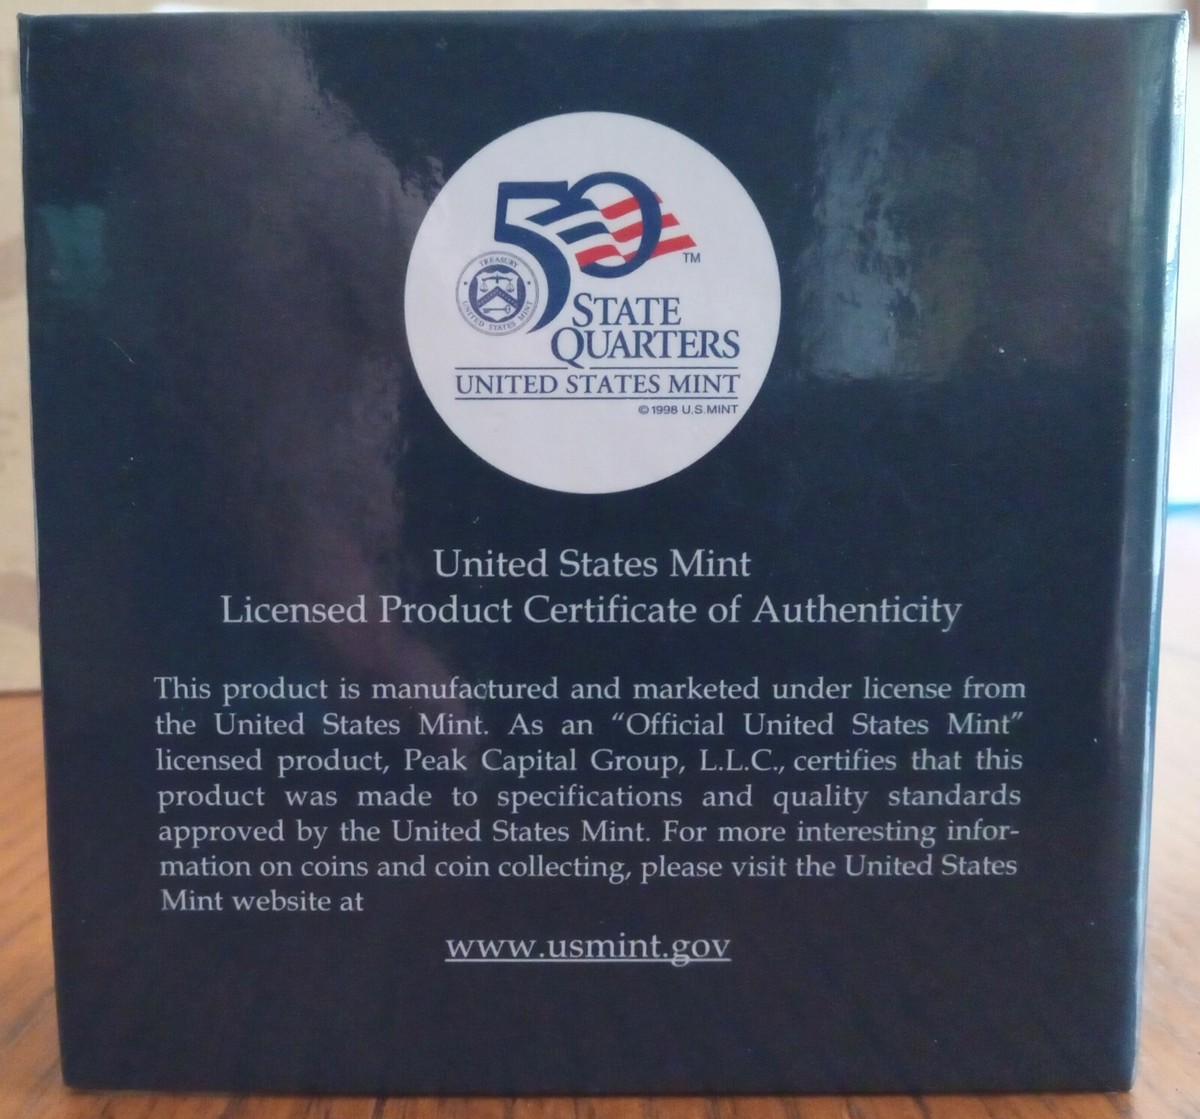 50
TM
TREASURY
UNITED STATES MINT
STATE
QUARTERS
UNITED STATES MINT
© 1998 U.S. MINT
United States Mint
Licensed Product Certificate of Authenticity
This product is manufactured and marketed under license from
the United States Mint. As an “Official United States Mint”
licensed product, Peak Capital Group, L.L.C., certifies that this
product was made to specifications and quality standards
approved by the United States Mint. For more interesting infor-
mation on coins and coin collecting, please visit the United States
Mint website at
www.usmint.gov